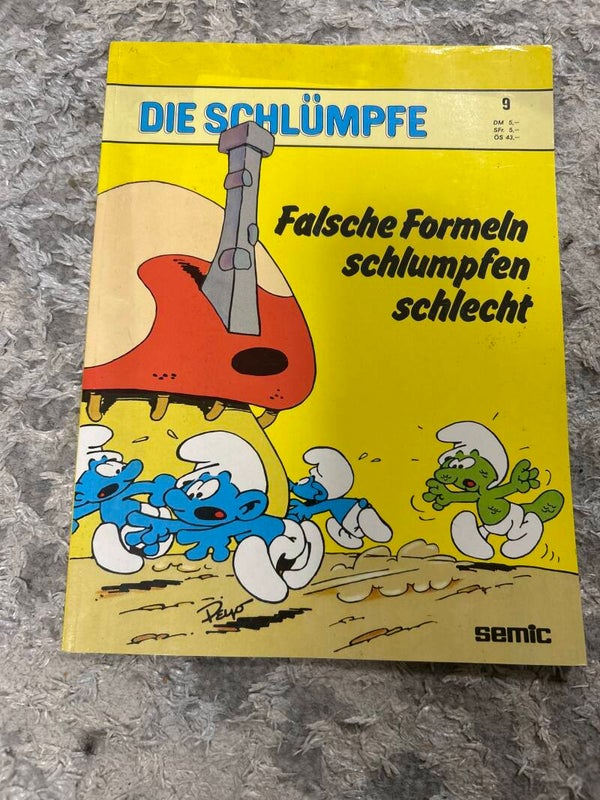 DIE SCHLÜMPFE
9
DM 5,–
SFr. 5,–
ÖS 43,–
Falsche Formeln
schlumpfen
schlecht
Peyo
semic